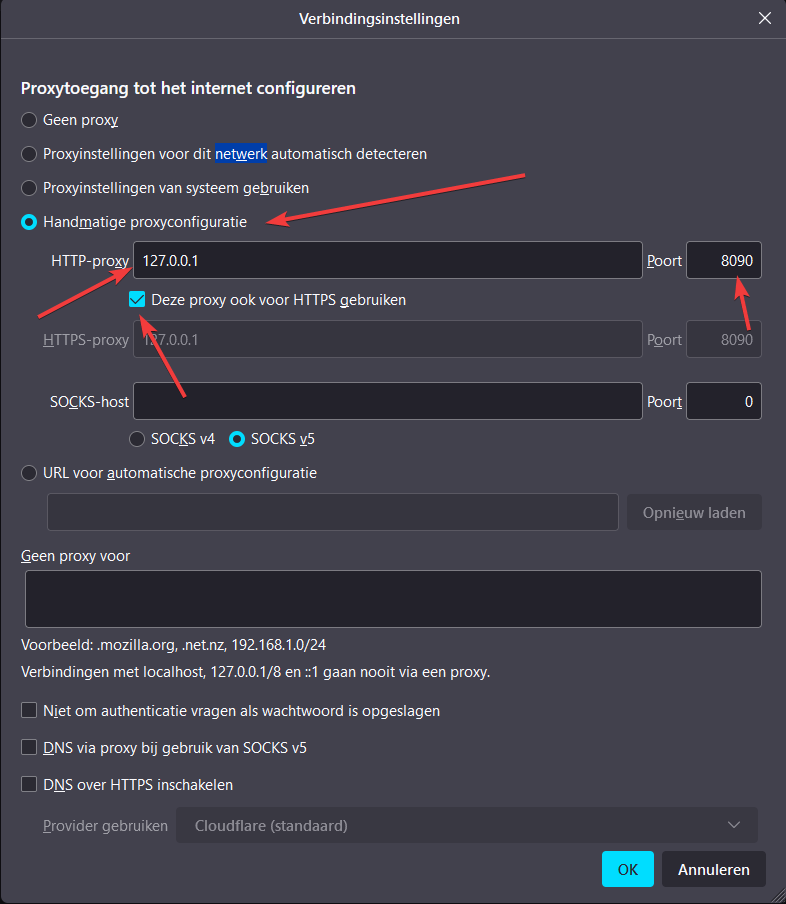 Verbindingsinstellingen
Proxytoegang tot het internet configureren
Geen proxy
Proxyinstellingen voor dit netwerk automatisch detecteren
Proxyinstellingen van systeem gebruiken
Handmatige proxyconfiguratie
HTTP-proxy 127.0.0.1 Poort 8090
Deze proxy ook voor HTTPS gebruiken
HTTPS-proxy 127.0.0.1 Poort 8090
SOCKS-host Poort 0
SOCKS v4 SOCKS v5
URL voor automatische proxyconfiguratie
Opnieuw laden
Geen proxy voor
Voorbeeld: .mozilla.org, .net.nz, 192.168.1.0/24
Verbindingen met localhost, 127.0.0.1/8 en ::1 gaan nooit via een proxy.
Niet om authenticatie vragen als wachtwoord is opgeslagen
DNS via proxy bij gebruik van SOCKS v5
DNS over HTTPS inschakelen
Provider gebruiken Cloudflare (standaard)
OK Annuleren